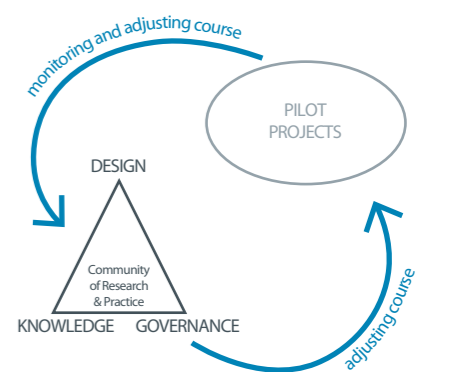 monitoring and adjusting course
PILOT
PROJECTS
DESIGN
Community
of Research
& Practice
KNOWLEDGE
GOVERNANCE
adjusting course